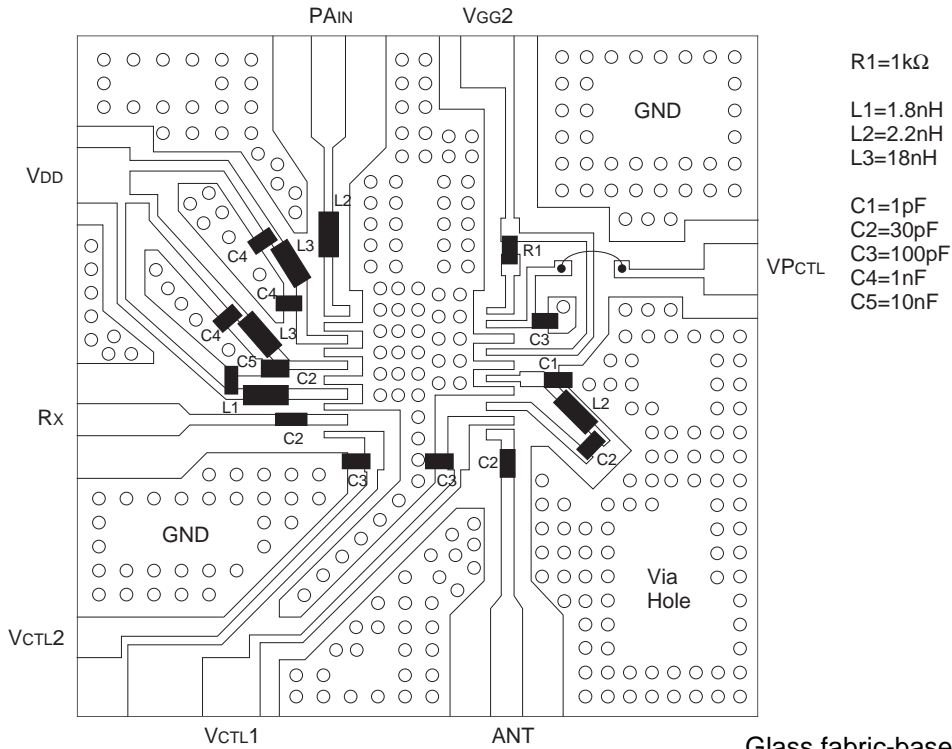 PAIN
VGG2
R1=1kΩ
GND
L1=1.8nH
L2=2.2nH
L3=18nH
VDD
L2
C1=1pF
C2=30pF
C3=100pF
C4=1nF
C5=10nF
C4
L3
R1
VPCTL
C4
C4
L3
C3
C5
C2
C1
L1
L2
RX
C2
C2
C3
C3
C2
GND
Via
Hole
VCTL2
VCTL1
ANT
Glass fabric-base